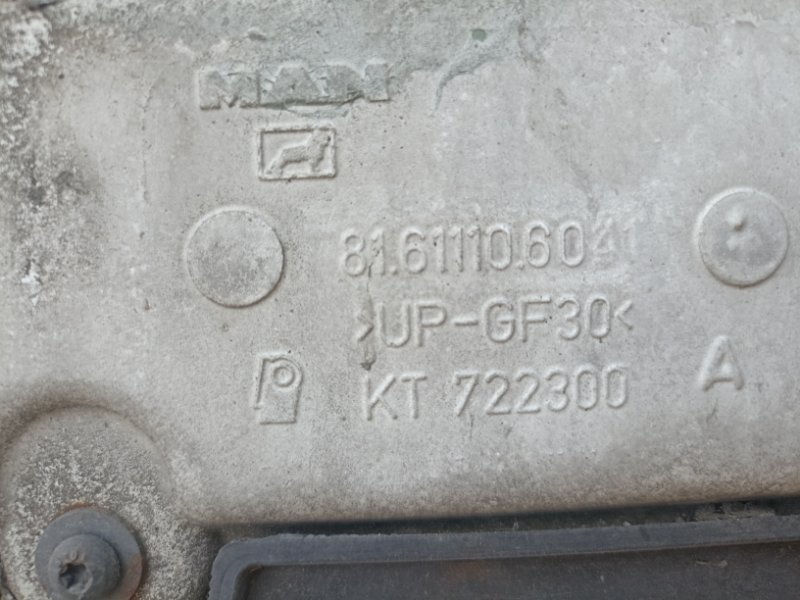 MAN
81.61110.6041
>UP-GF30<
KT 722300
A